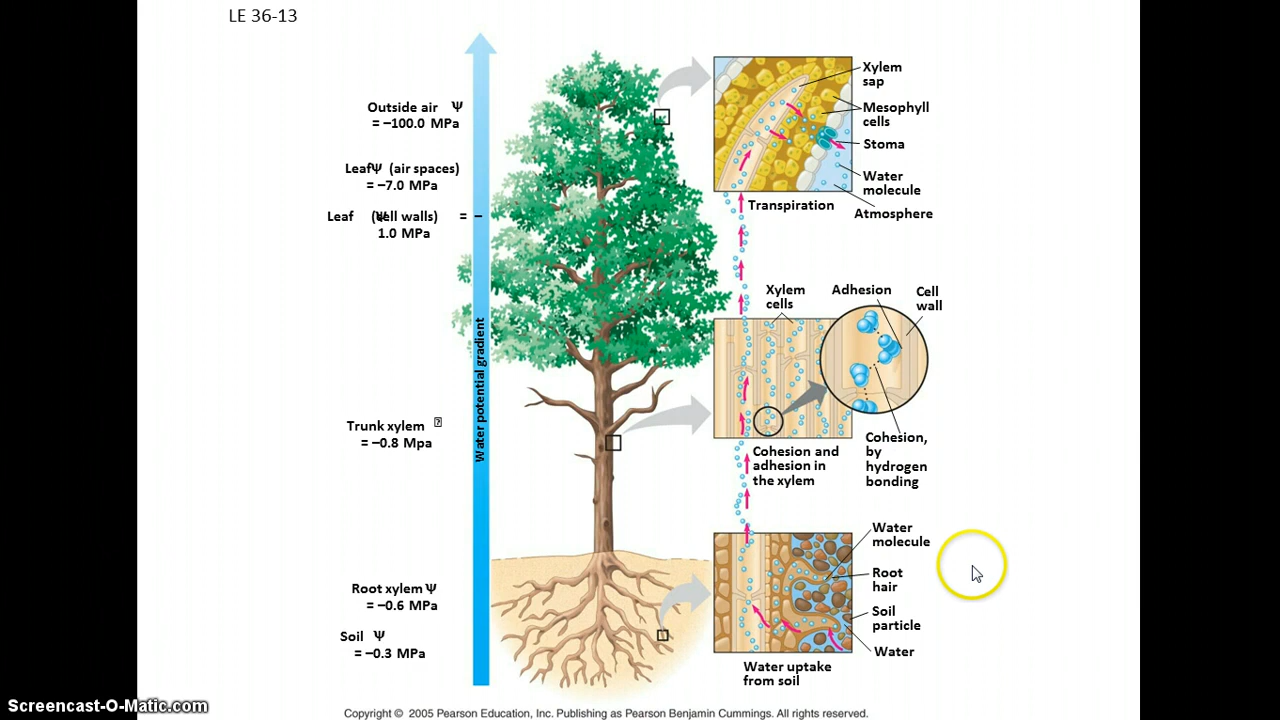 LE 36-13
Outside air Ψ
= –100.0 MPa
LeafΨ (air spaces)
= –7.0 MPa
Leaf Ψ (cell walls) = –
1.0 MPa
Water potential gradient
Trunk xylem
= –0.8 Mpa
Root xylem Ψ
= –0.6 MPa
Soil Ψ
= –0.3 MPa
Xylem
sap
Mesophyll
cells
Stoma
Water
molecule
Transpiration
Atmosphere
Xylem
cells
Adhesion
Cell
wall
Cohesion and
adhesion in
the xylem
Cohesion,
by
hydrogen
bonding
Water
molecule
Root
hair
Soil
particle
Water
Water uptake
from soil
Screencast-O-Matic.com
Copyright © 2005 Pearson Education, Inc. Publishing as Pearson Benjamin Cummings. All rights reserved.